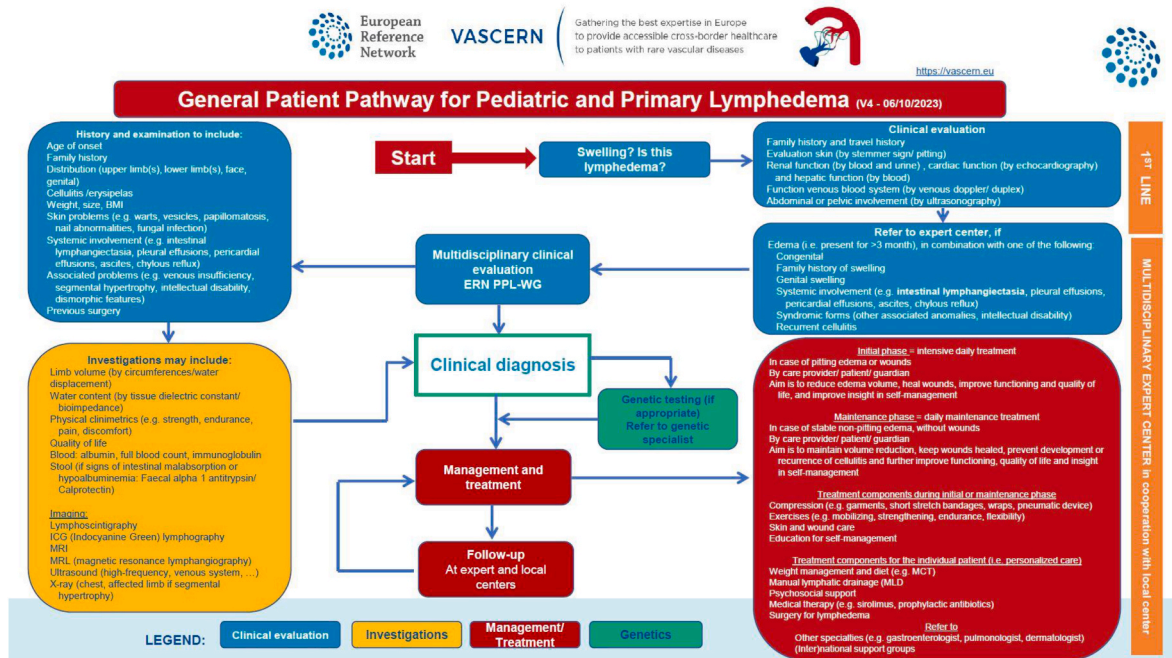 European
Reference
Network
VASCERN
Gathering the best expertise in Europe
to provide accessible cross-border healthcare
to patients with rare vascular diseases
https://vascern.eu
General Patient Pathway for Pediatric and Primary Lymphedema (V4 - 06/10/2023)
History and examination to include:
Age of onset
Family history
Distribution (upper limb(s), lower limb(s), face,
genital)
Cellulitis /erysipelas
Weight, size, BMI
Skin problems (e.g. warts, vesicles, papillomatosis,
nail abnormalities, fungal infection)
Systemic involvement (e.g. intestinal
lymphangiectasa, pleural effusions, pericardial
effusions, ascites, chylous reflux)
Associated problems (e.g. venous insufficiency,
segmental hypertrophy, intellectual disability,
dismorphic features)
Previous surgery
Start
Swelling? Is this
lymphedema?
Clinical evaluation
Family history and travel history
Evaluation skin (by stemmer sign/ pitting)
Renal function (by blood and urine) , cardiac function (by echocardiography)
and hepatic function (by blood)
Function venous blood system (by venous doppler/ duplex)
Abdominal or pelvic involvement (by ultrasonography)
1ST LINE
Refer to expert center, if
Edema (i.e. present for >3 month), in combination with one of the following:
Congenital
Family history of swelling
Genital swelling
Systemic involvement (e.g. intestinal lymphangiectasia, pleural effusions,
pericardial effusions, ascites, chylous reflux)
Syndromic forms (other associated anomalies, intellectual disability)
Recurrent cellulitis
Multidisciplinary clinical
evaluation
ERN PPL-WG
MULTIDISCIPLINARY EXPERT CENTER in cooperation with local center
Investigations may include:
Limb volume (by circumferences/water
displacement)
Water content (by tissue dielectric constant/
bioimpedance)
Physical clinimetrics (e.g. strength, endurance,
pain, discomfort)
Quality of life
Blood: albumin, full blood count, immunoglobulin
Stool (if signs of intestinal malabsorption or
hypoalbuminemia: Faecal alpha 1 antitrypsin/
Calprotectin)
Imaging:
Lymphoscintigraphy
ICG (Indocyanine Green) lymphography
MRI
MRL (magnetic resonance lymphangiography)
Ultrasound (high-frequency, venous system, …)
X-ray (chest, affected limb if segmental
hypertrophy)
Clinical diagnosis
Genetic testing (if
appropriate)
Refer to genetic
specialist
Management and
treatment
Follow-up
At expert and local
centers
Initial phase = intensive daily treatment
In case of pitting edema or wounds
By care provider/ patient/ guardian
Aim is to reduce edema volume, heal wounds, improve functioning and quality of
life, and improve insight in self-management
Maintenance phase = daily maintenance treatment
In case of stable non-pitting edema, without wounds
By care provider/ patient/ guardian
Aim is to maintain volume reduction, keep wounds healed, prevent development or
recurrence of cellulitis and further improve functioning, quality of life and insight
in self-management
Treatment components during initial or maintenance phase
Compression (e.g. garments, short stretch bandages, wraps, pneumatic device)
Exercises (e.g. mobilizing, strengthening, endurance, flexibility)
Skin and wound care
Education for self-management
Treatment components for the individual patient (i.e. personalized care)
Weight management and diet (e.g. MCT)
Manual lymphatic drainage (MLD
Psychosocial support
Medical therapy (e.g. sirolimus, prophylactic antibiotics)
Surgery for lymphedema
Refer to
Other specialties (e.g. gastroenterologist, pulmonologist, dermatologist)
(Inter)national support groups
LEGEND:
Clinical evaluation
Investigations
Management/
Treatment
Genetics